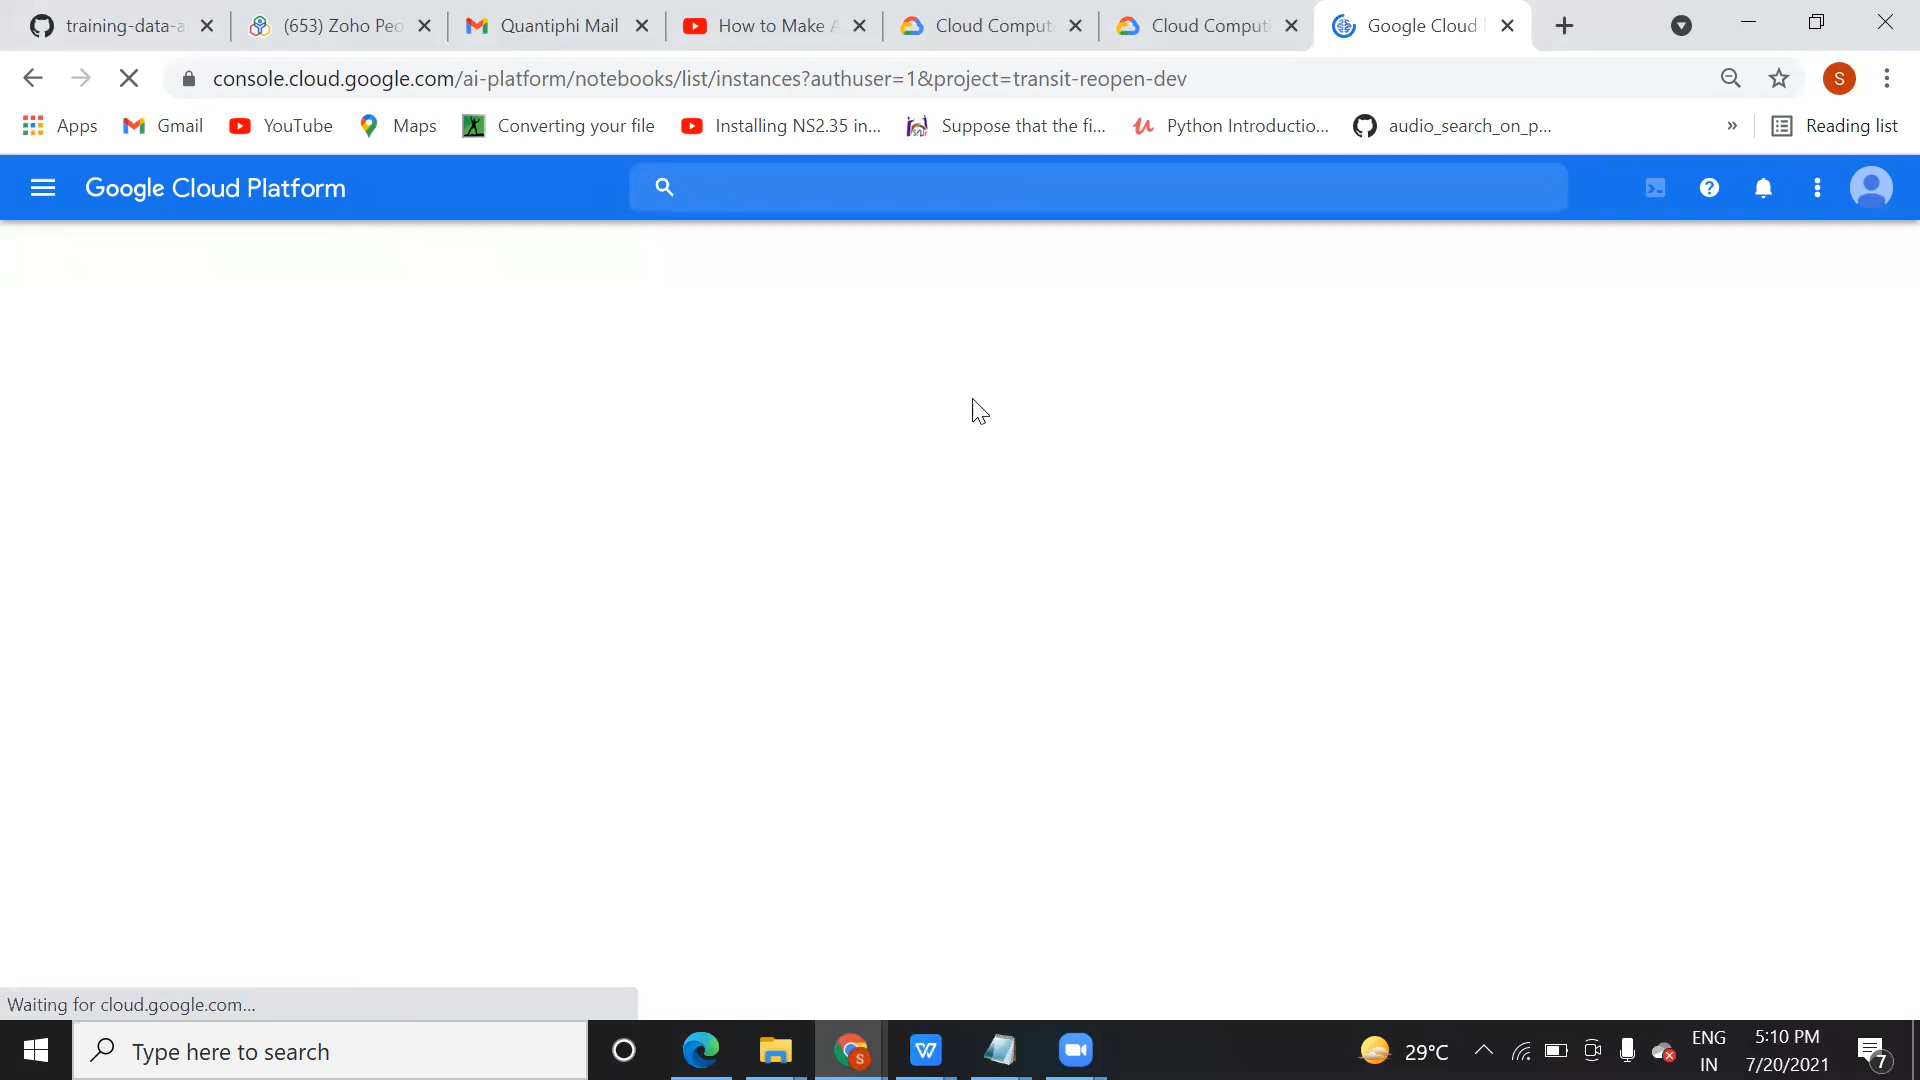 training-data-a
(653) Zoho Peo
Quantiphi Mail
How to Make A
Cloud Comput
Cloud Computi
Google Cloud
console.cloud.google.com/ai-platform/notebooks/list/instances?authuser=1&project=transit-reopen-dev
S
Apps
Gmail
YouTube
Maps
Converting your file
Installing NS2.35 in...
Suppose that the fi...
Python Introductio...
audio_search_on_p...
»
Reading list
Google Cloud Platform
Waiting for cloud.google.com...
Type here to search
29°C
ENG
IN
5:10 PM
7/20/2021
7